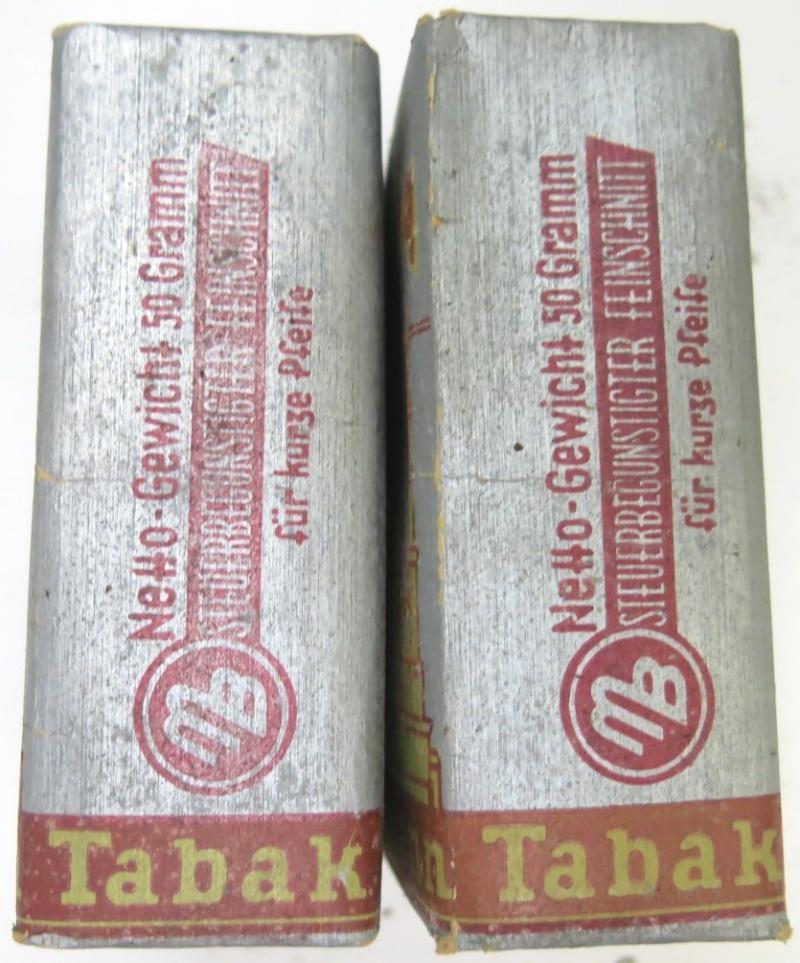 Netto-Gewicht 50 Gramm
STEUERBEGÜNSTIGTER FEINSCHNITT
für kurze Pfeife
MB
Tabak
Netto-Gewicht 50 Gramm
STEUERBEGÜNSTIGTER FEINSCHNITT
für kurze Pfeife
MB
Tabak